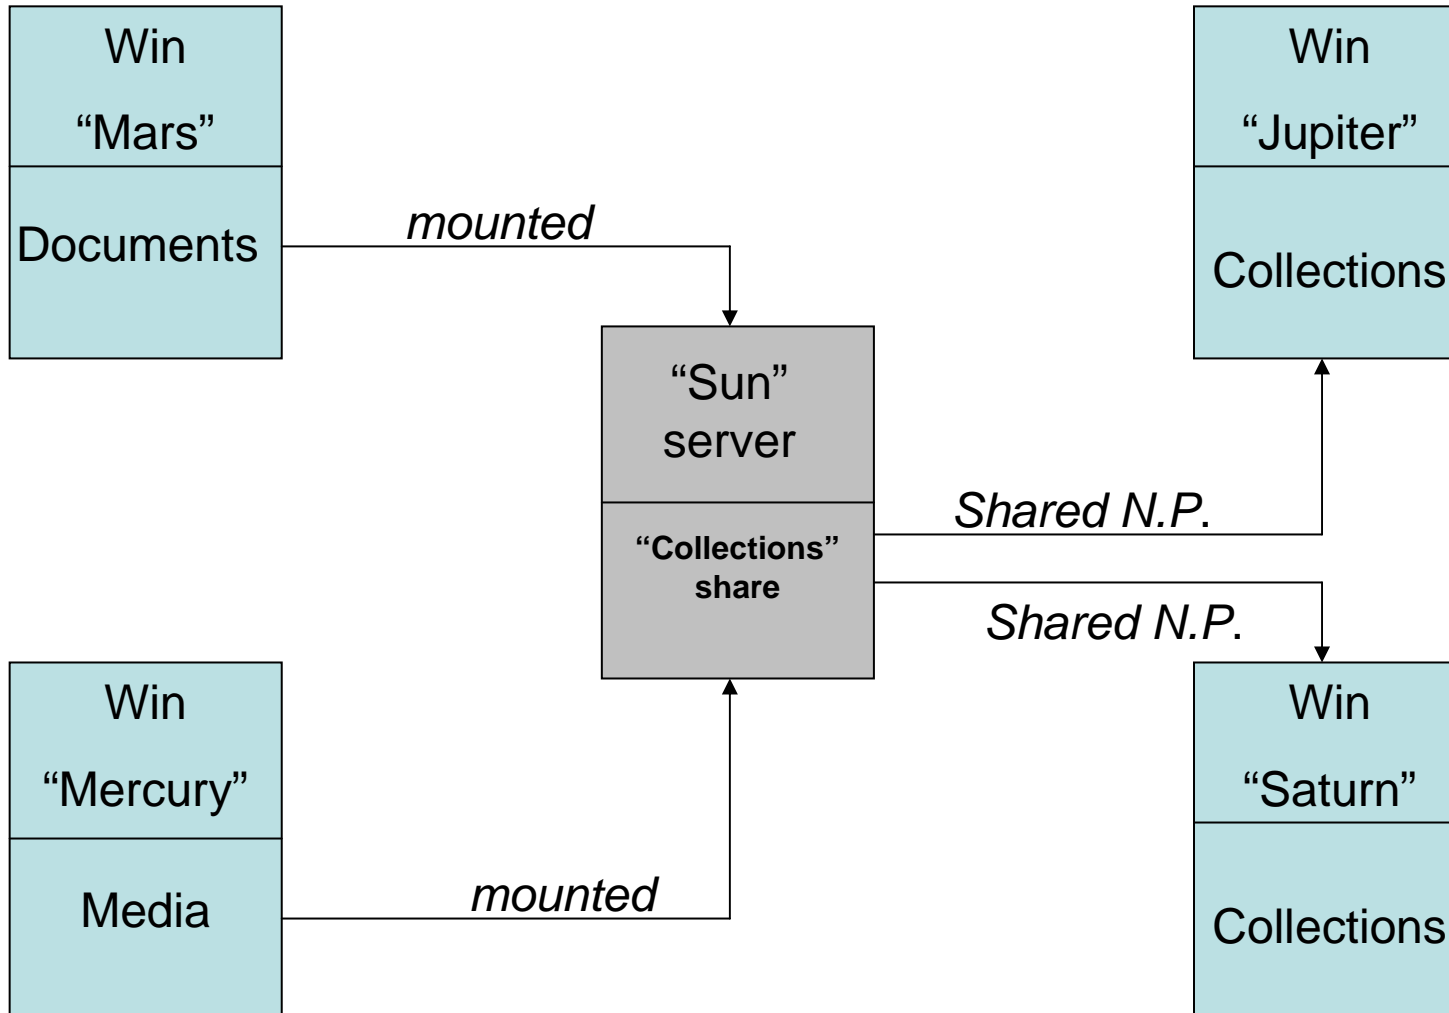 Win
“Mars”
Documents
mounted
“Sun”
server
“Collections”
share
Win
“Mercury”
Media
mounted
Win
“Jupiter”
Collections
Shared N.P.
Shared N.P.
Win
“Saturn”
Collections